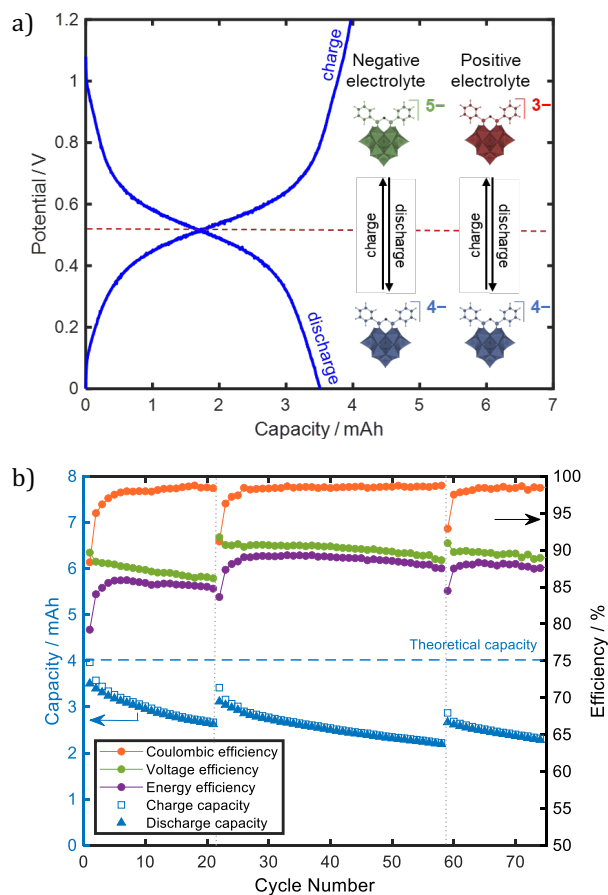 a)
1.2
1
0.8
0.6
0.4
0.2
0
Potential / V
0
1
2
3
4
5
6
7
Capacity / mAh
charge
discharge
Negative
electrolyte
Positive
electrolyte
5−
3−
charge
discharge
charge
discharge
4−
4−
b)
8
7
6
5
4
3
2
1
0
Capacity / mAh
100
95
90
85
80
75
70
65
60
55
50
Efficiency / %
Theoretical capacity
Coulombic efficiency
Voltage efficiency
Energy efficiency
Charge capacity
Discharge capacity
0
10
20
30
40
50
60
70
Cycle Number